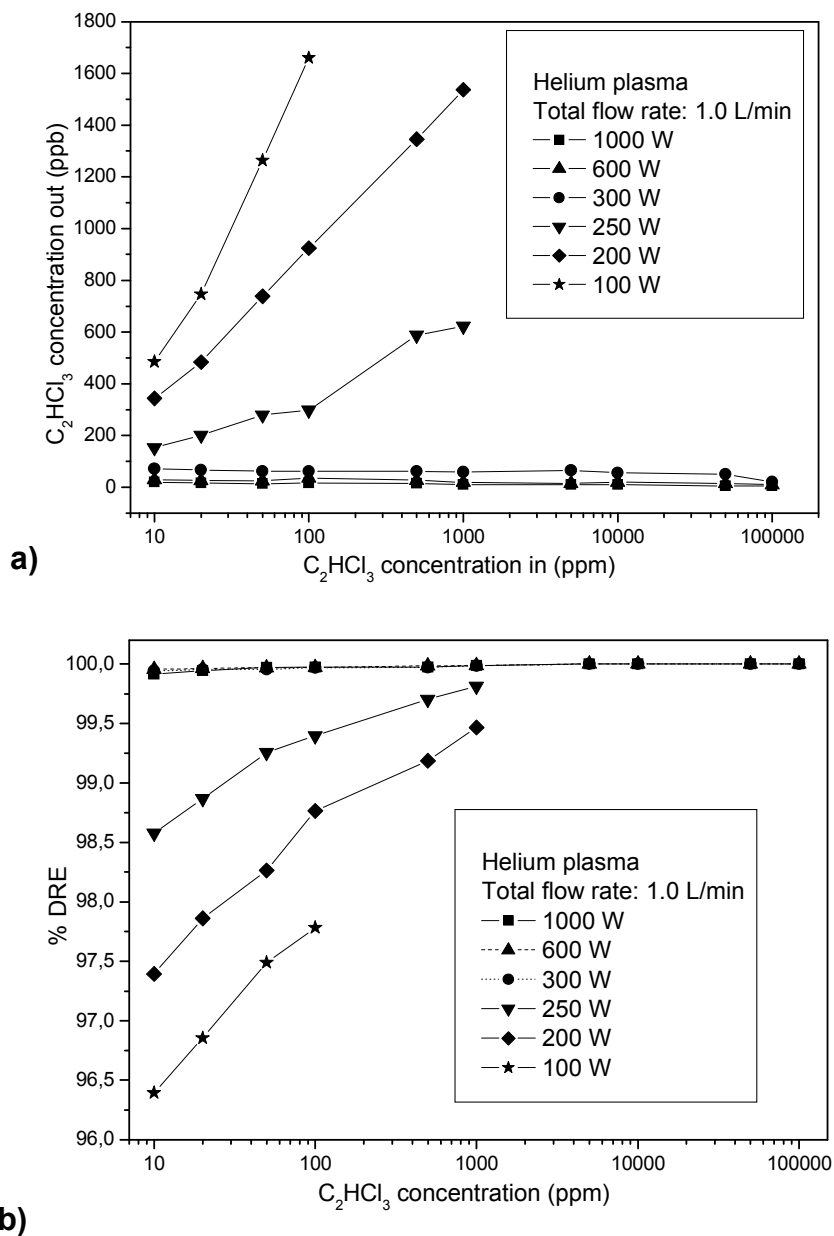 1800
1600
1400
1200
1000
800
600
400
200
0
C₂HCl₃ concentration out (ppb)
Helium plasma
Total flow rate: 1.0 L/min
1000 W
600 W
300 W
250 W
200 W
100 W
10 100 1000 10000 100000
C₂HCl₃ concentration in (ppm)
a)
100,0
99,5
99,0
98,5
98,0
97,5
97,0
96,5
96,0
% DRE
Helium plasma
Total flow rate: 1.0 L/min
1000 W
600 W
300 W
250 W
200 W
100 W
10 100 1000 10000 100000
C₂HCl₃ concentration (ppm)
b)